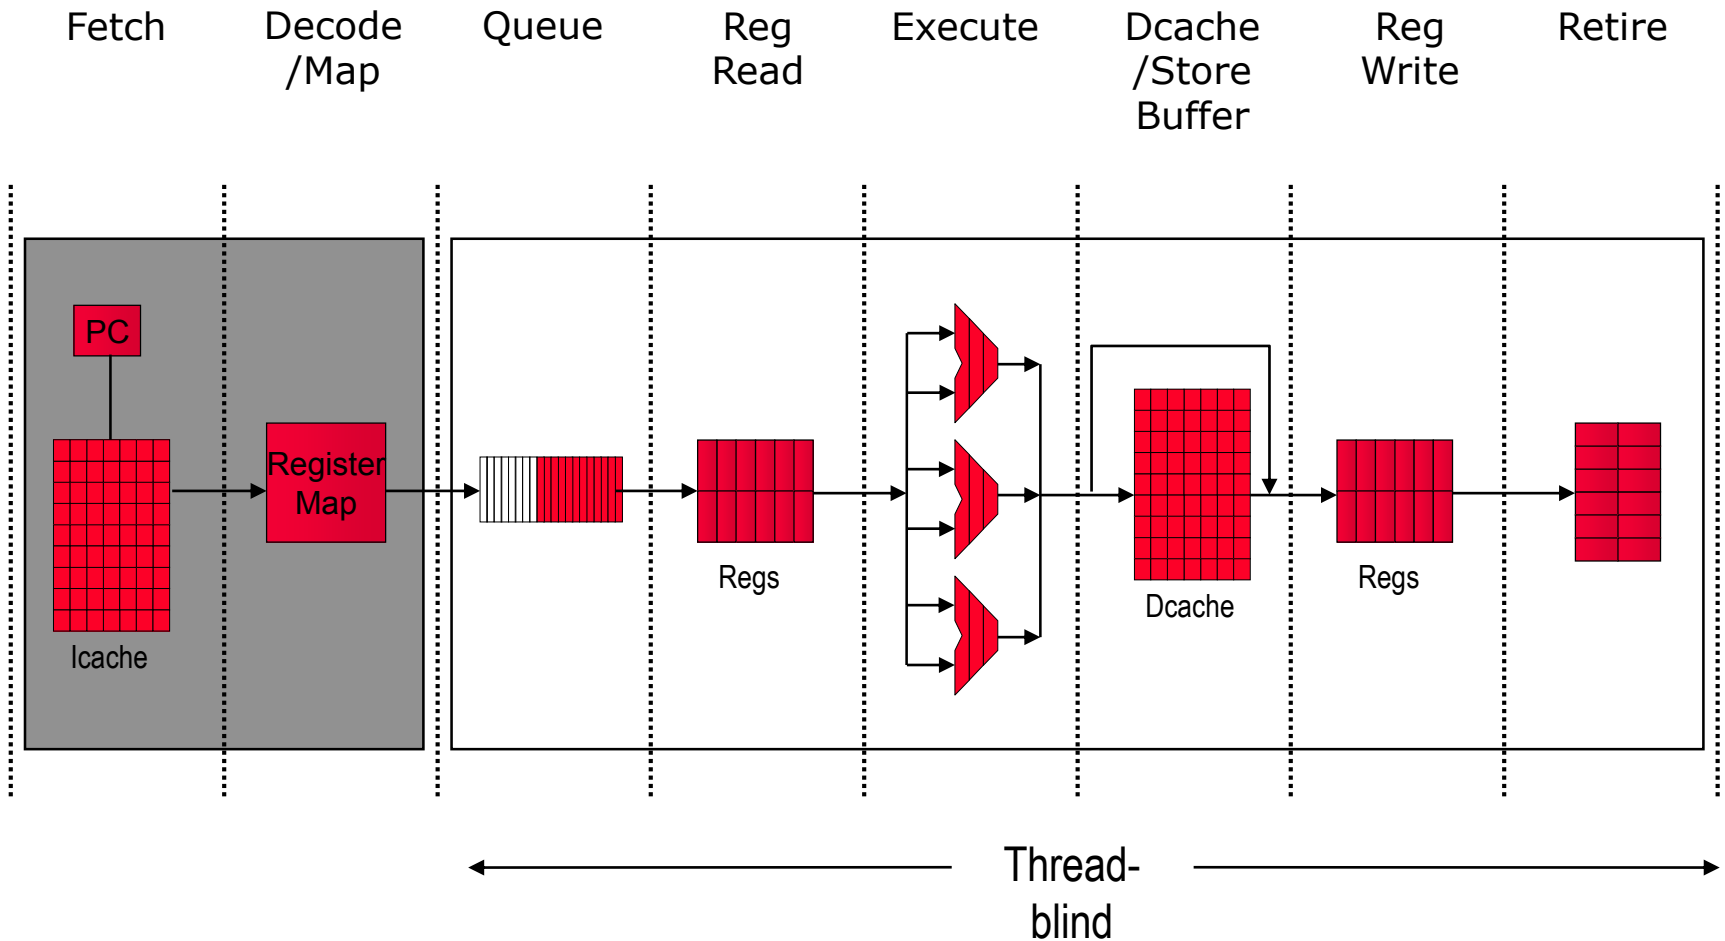 Fetch
Decode
/Map
Queue
Reg
Read
Execute
Dcache
/Store
Buffer
Reg
Write
Retire
PC
Register
Map
Icache
Regs
Dcache
Regs
Thread-
blind